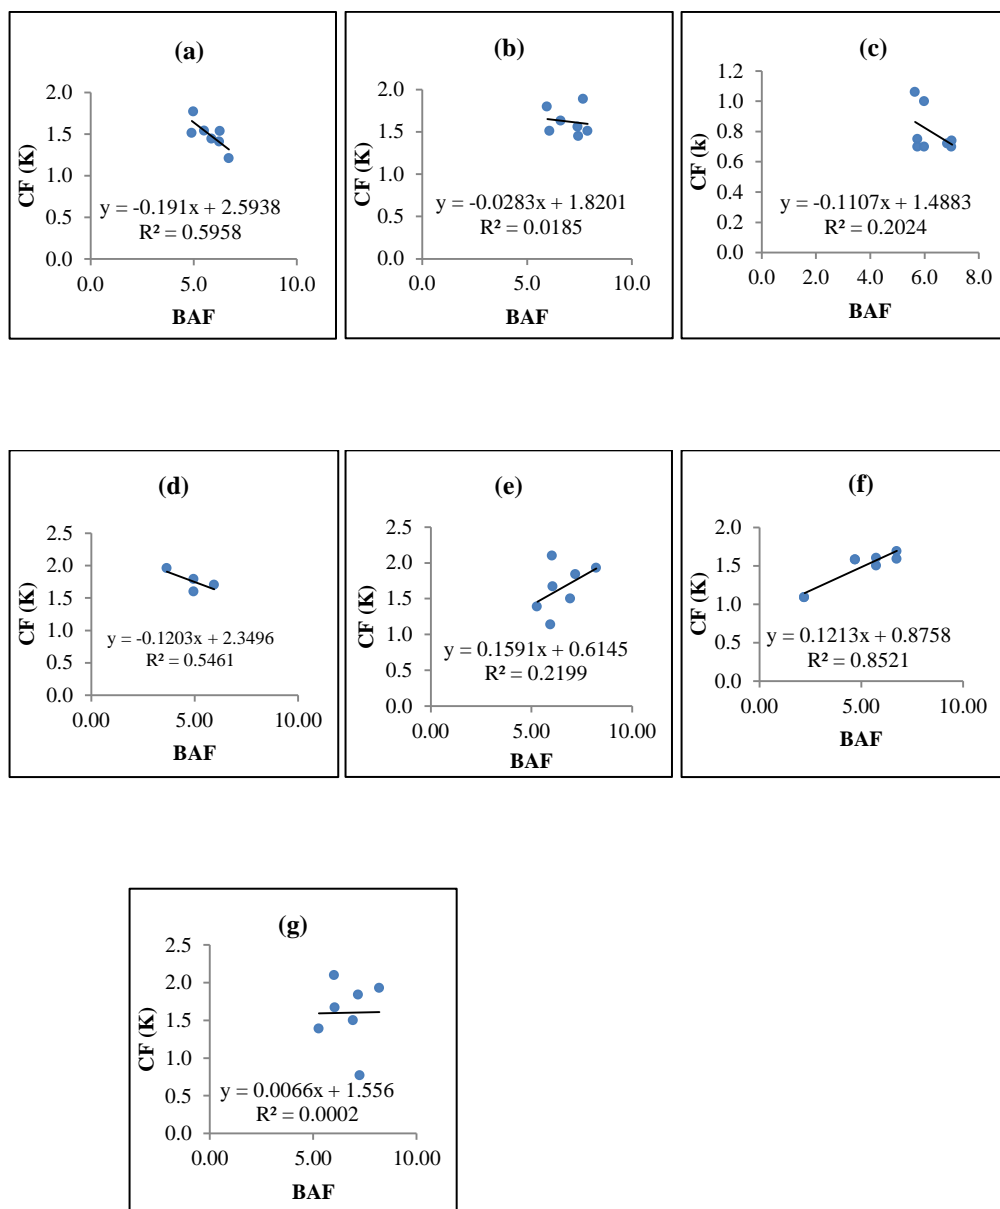 (a)
CF (K)
2.0
1.5
1.0
0.5
0.0
y = -0.191x + 2.5938
R² = 0.5958
0.0 5.0 10.0
BAF
(b)
CF (K)
2.0
1.5
1.0
0.5
0.0
y = -0.0283x + 1.8201
R² = 0.0185
0.0 5.0 10.0
BAF
(c)
CF (k)
1.2
1.0
0.8
0.6
0.4
0.2
0.0
y = -0.1107x + 1.4883
R² = 0.2024
0.0 2.0 4.0 6.0 8.0
BAF
(d)
CF (K)
2.5
2.0
1.5
1.0
0.5
0.0
y = -0.1203x + 2.3496
R² = 0.5461
0.00 5.00 10.00
BAF
(e)
CF (K)
2.5
2.0
1.5
1.0
0.5
0.0
y = 0.1591x + 0.6145
R² = 0.2199
0.00 5.00 10.00
BAF
(f)
CF (K)
2.0
1.5
1.0
0.5
0.0
y = 0.1213x + 0.8758
R² = 0.8521
0.00 5.00 10.00
BAF
(g)
CF (K)
2.5
2.0
1.5
1.0
0.5
0.0
y = 0.0066x + 1.556
R² = 0.0002
0.00 5.00 10.00
BAF